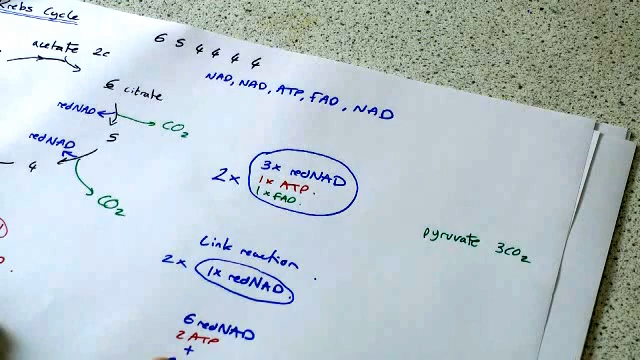 Krebs Cycle
acetate 2c
6 5 4 4 4 4
NAD, NAD, ATP, FAD, NAD
6 citrate
redNAD
CO2
5
redNAD
4
CO2
2x
3x redNAD
1x ATP.
1x FAD.
pyruvate 3CO2
Link reaction
2x 1x redNAD
6 redNAD
2 ATP
+